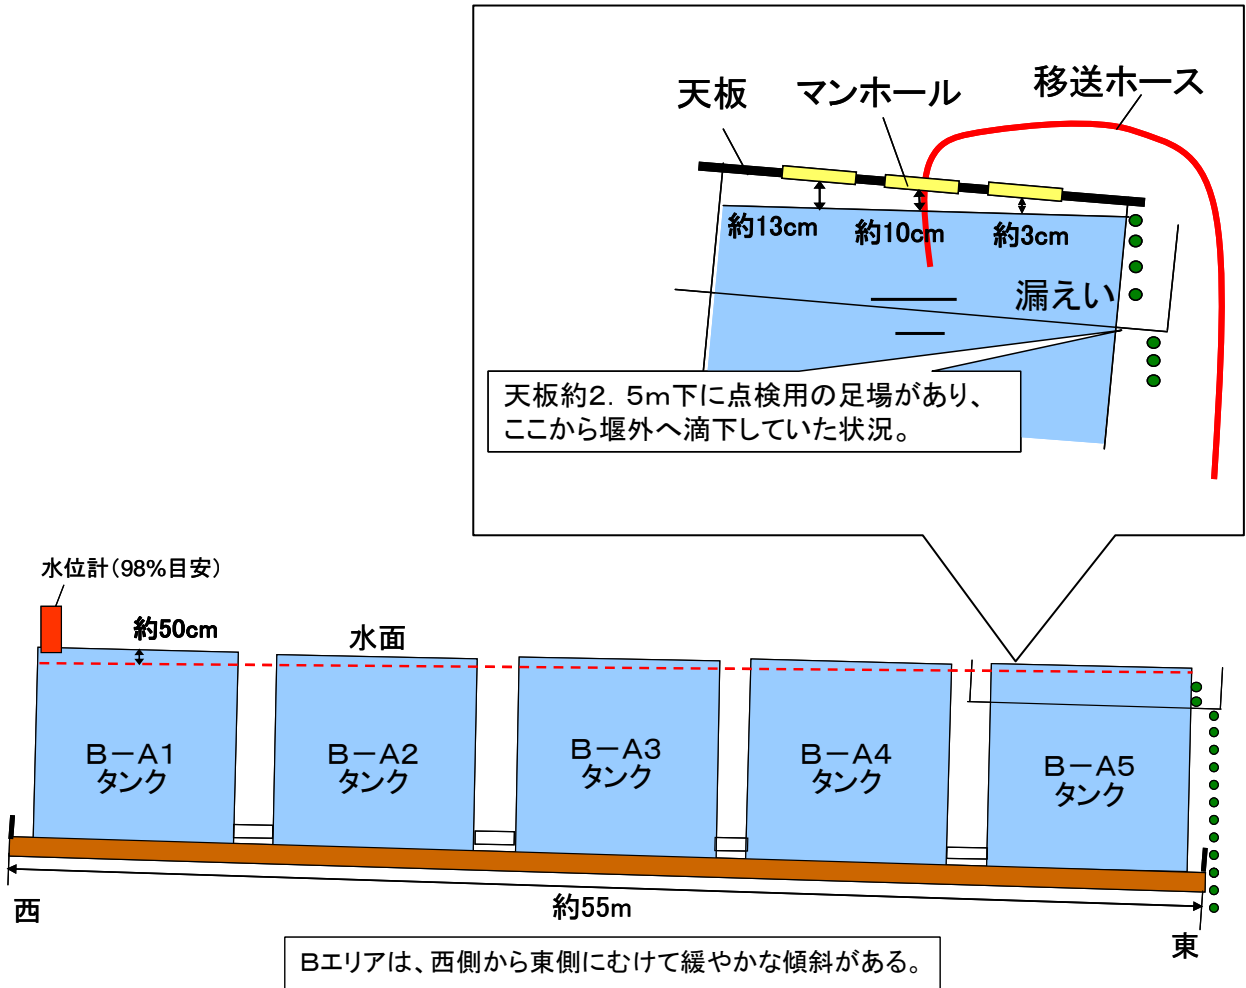 天板
マンホール
移送ホース
約13cm
約10cm
約3cm
漏えい
天板約2．5m下に点検用の足場があり、
ここから堰外へ滴下していた状況。
水位計（98%目安）
約50cm
水面
B－A1
タンク
B－A2
タンク
B－A3
タンク
B－A4
タンク
B－A5
タンク
西
約55m
東
Bエリアは、西側から東側にむけて緩やかな傾斜がある。